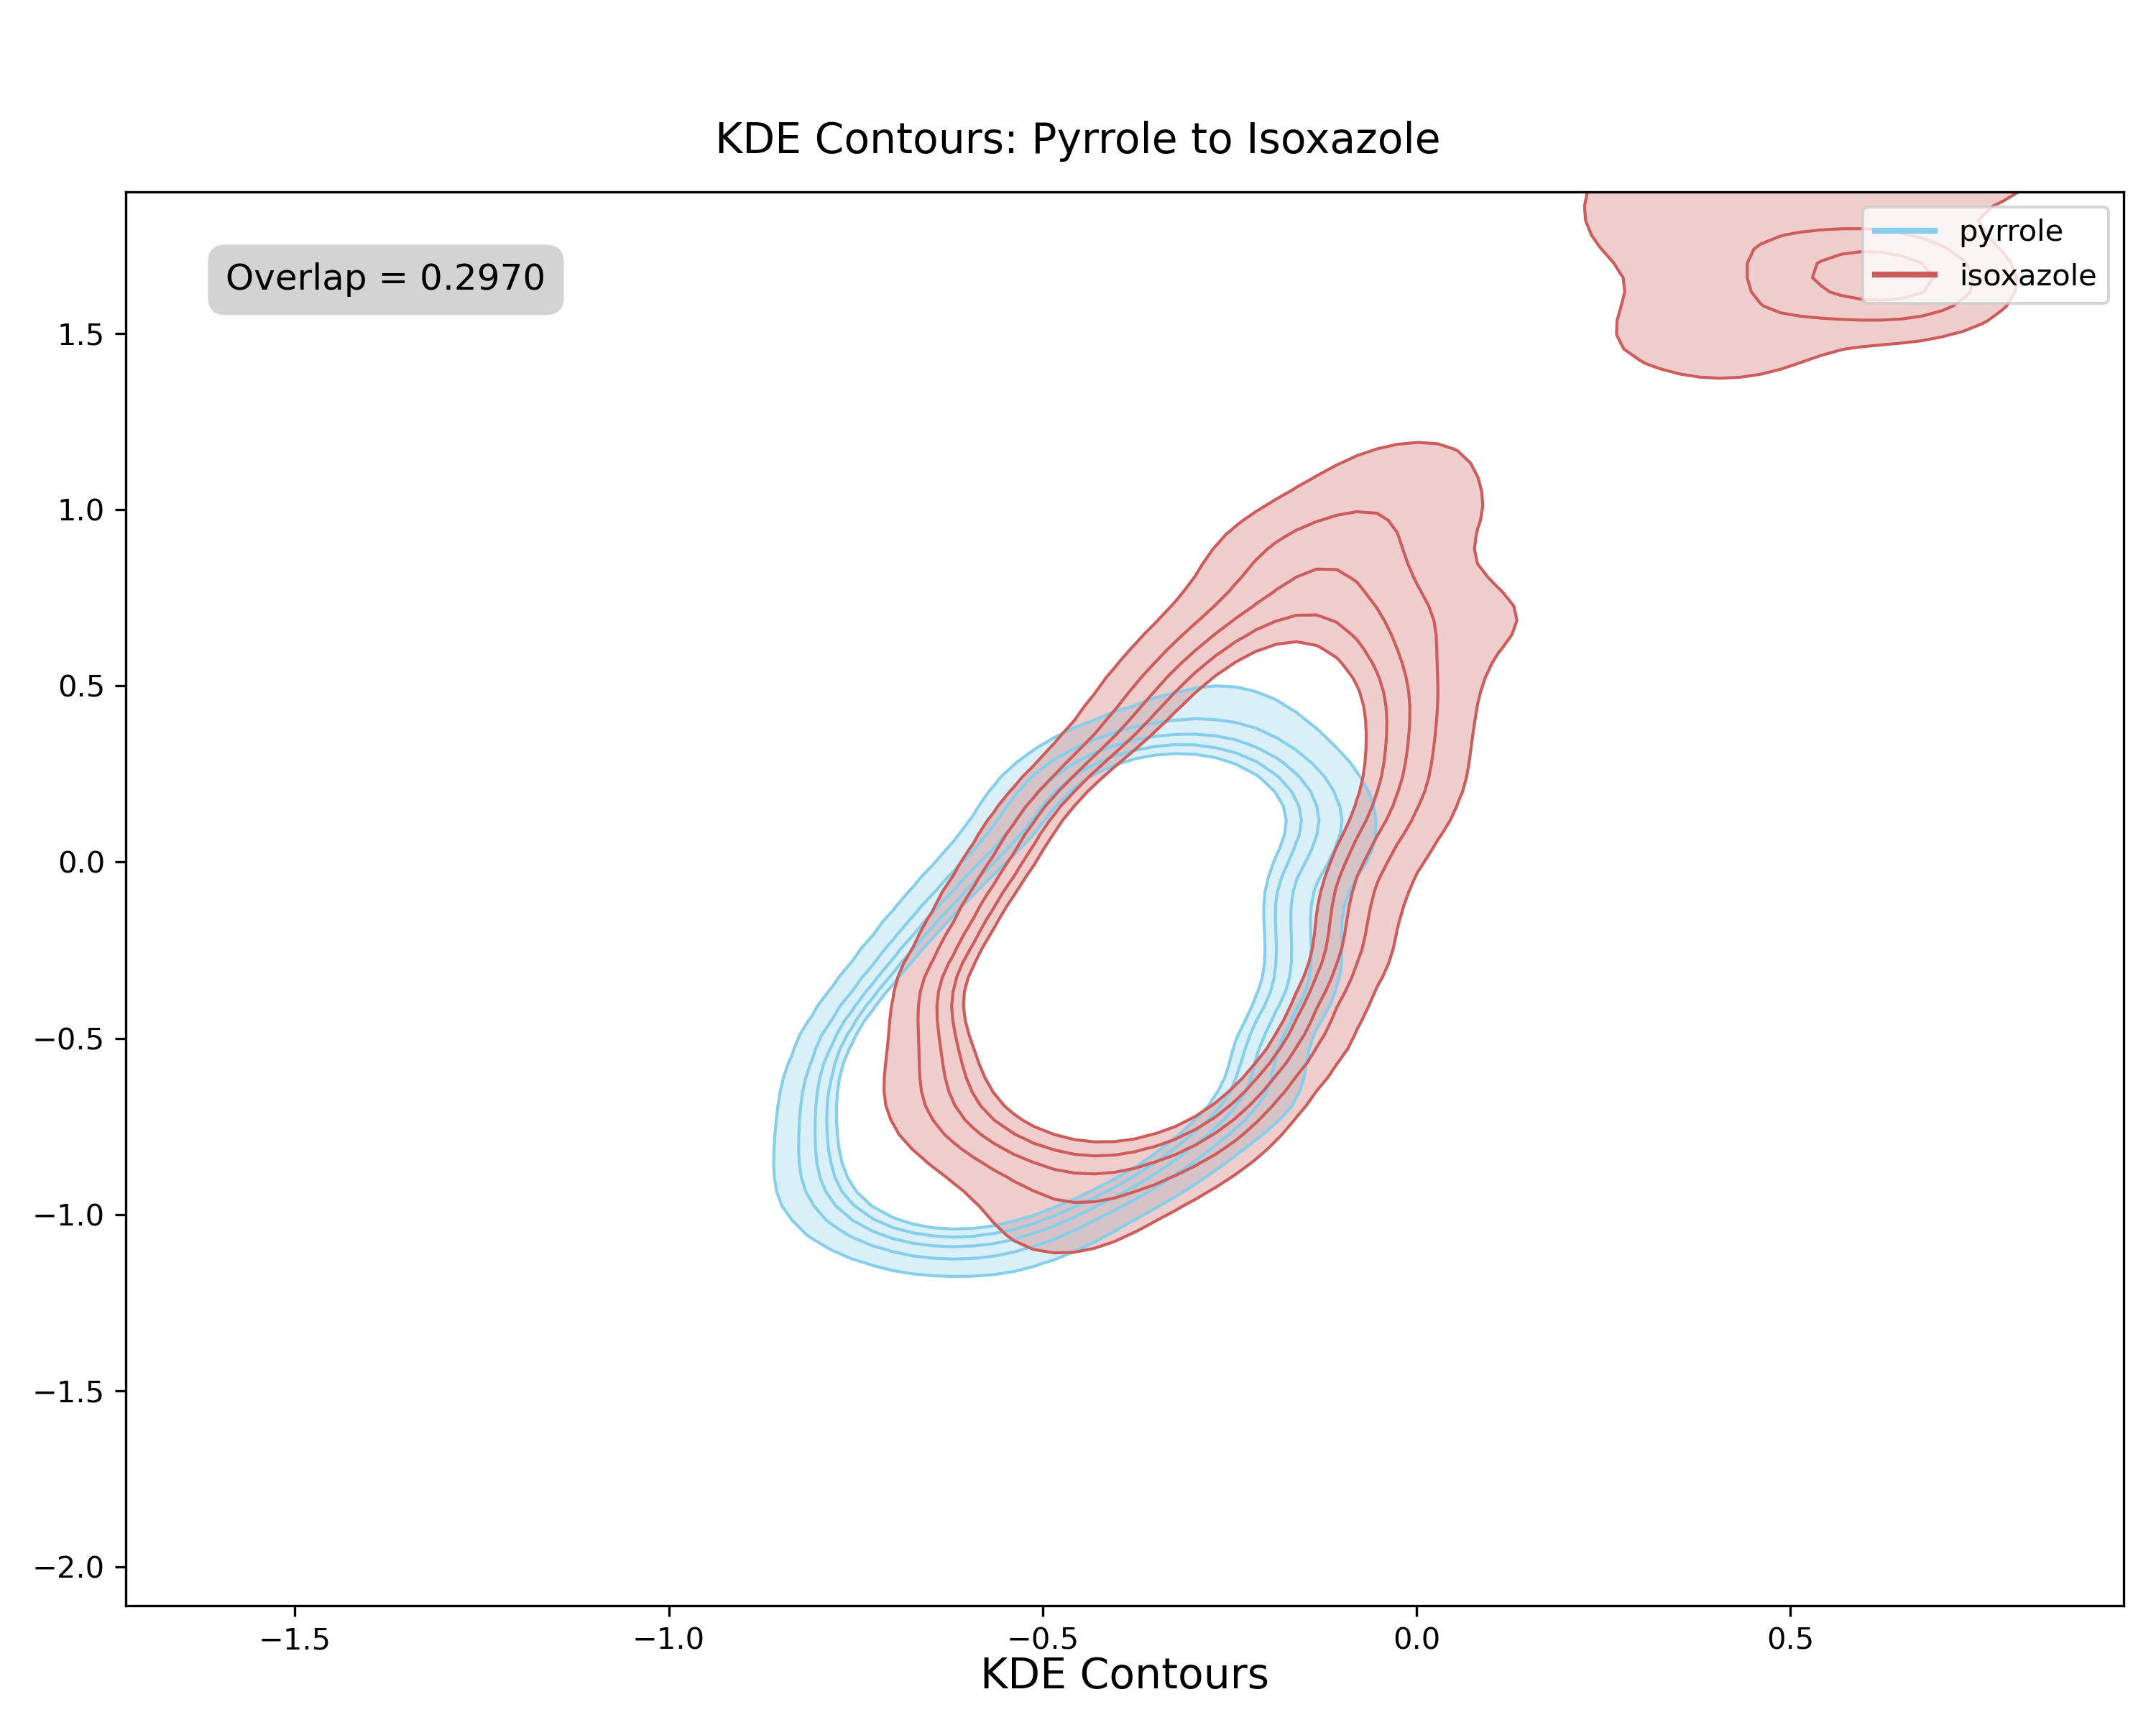 KDE Contours: Pyrrole to Isoxazole
Overlap = 0.2970
pyrrole
isoxazole
1.5
1.0
0.5
0.0
−0.5
−1.0
−1.5
−2.0
−1.5 −1.0 −0.5 0.0 0.5
KDE Contours